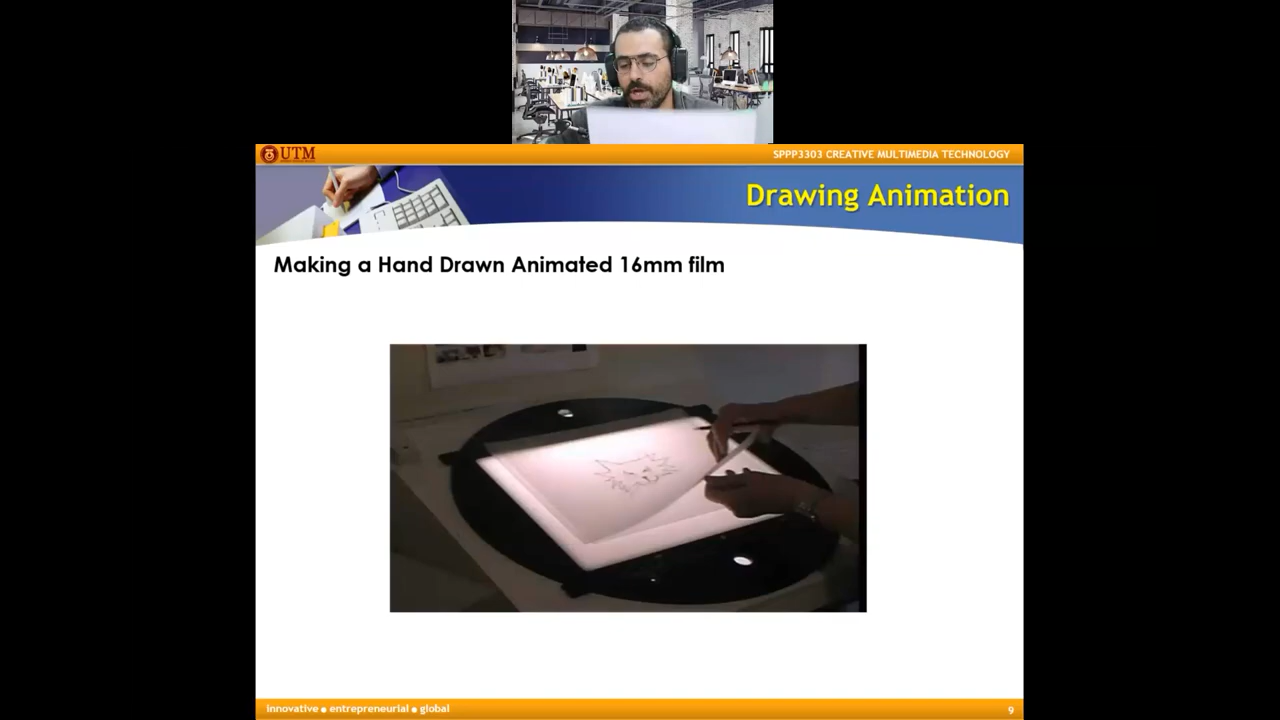 UTM
SPPP3303 CREATIVE MULTIMEDIA TECHNOLOGY
Drawing Animation
Making a Hand Drawn Animated 16mm film
innovative ● entrepreneurial ● global
9